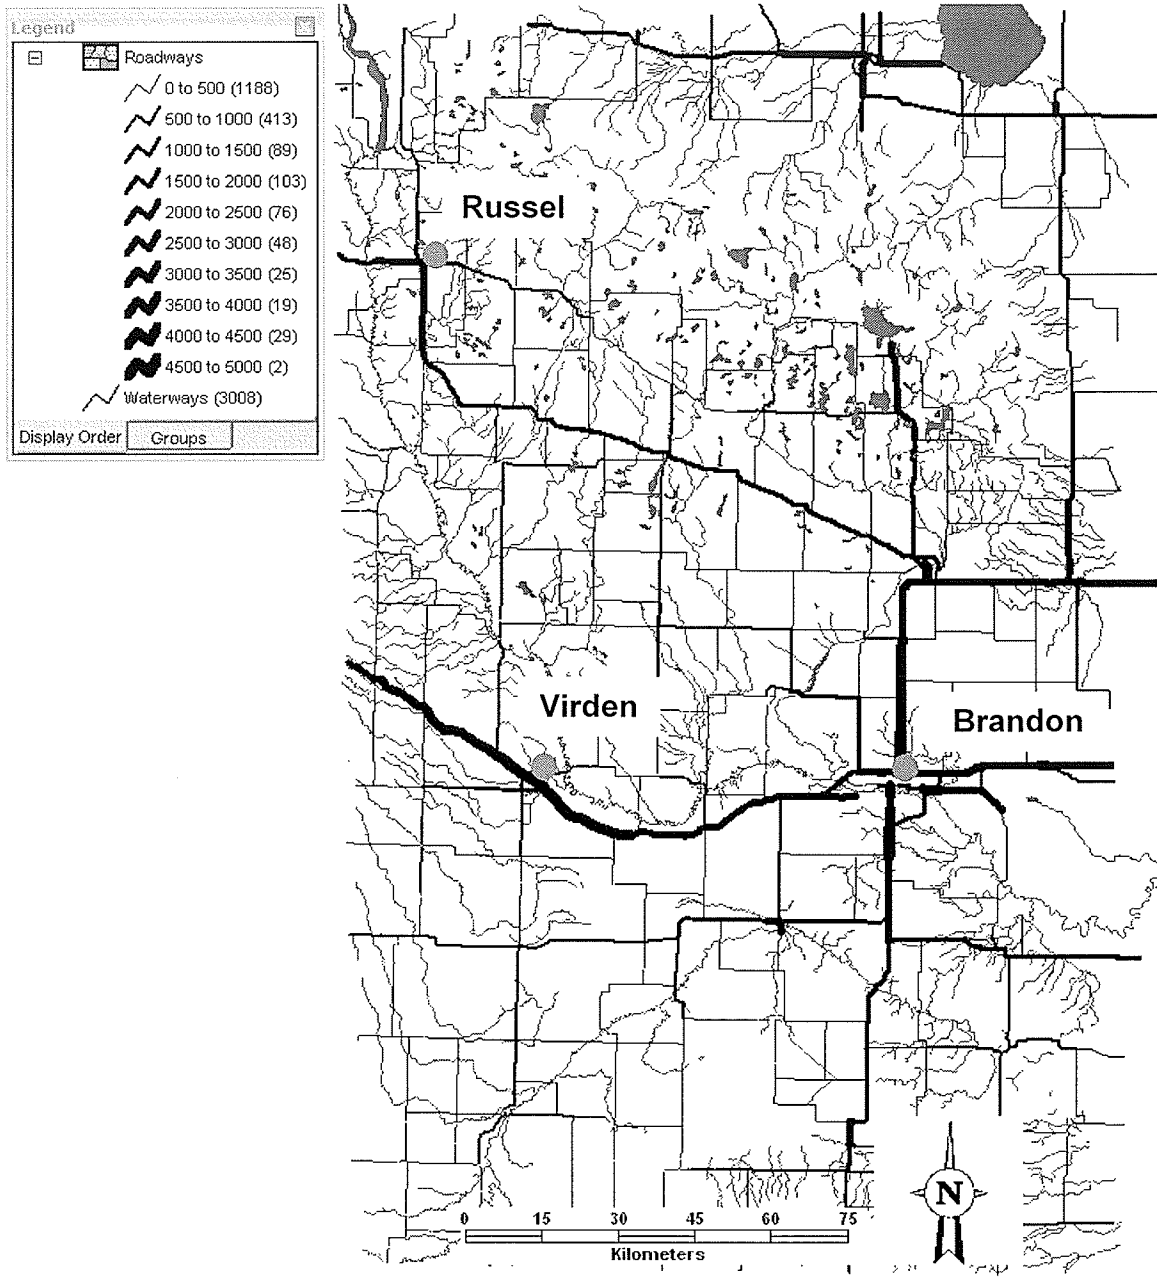 Legend
Roadways
0 to 500 (1188)
500 to 1000 (413)
1000 to 1500 (89)
1500 to 2000 (103)
2000 to 2500 (76)
2500 to 3000 (48)
3000 to 3500 (25)
3500 to 4000 (19)
4000 to 4500 (29)
4500 to 5000 (2)
Waterways (3008)
Display Order Groups
Russel
Virden
Brandon
N
0 15 30 45 60 75
Kilometers